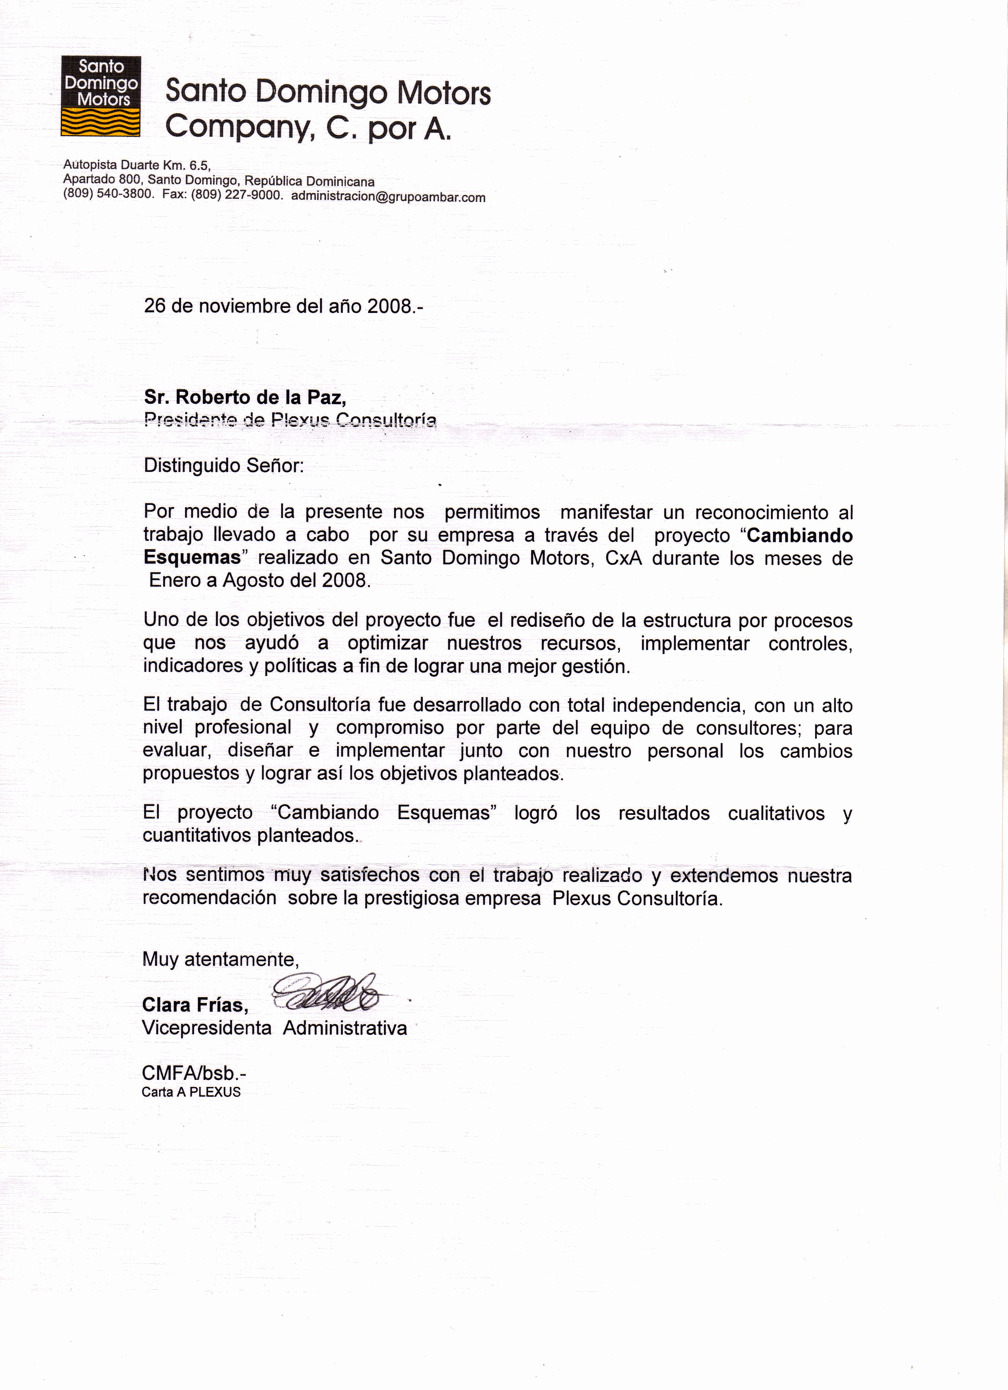 Santo
Domingo
Motors
Santo Domingo Motors
Company, C. por A.
Autopista Duarte Km. 6.5,
Apartado 800, Santo Domingo, República Dominicana
(809) 540-3800. Fax: (809) 227-9000. administracion@grupoambar.com
26 de noviembre del año 2008.-
Sr. Roberto de la Paz,
Presidente de Plexus Consultoría
Distinguido Señor:
Por medio de la presente nos permitimos manifestar un reconocimiento al
trabajo llevado a cabo por su empresa a través del proyecto “Cambiando
Esquemas” realizado en Santo Domingo Motors, CxA durante los meses de
Enero a Agosto del 2008.
Uno de los objetivos del proyecto fue el rediseño de la estructura por procesos
que nos ayudó a optimizar nuestros recursos, implementar controles,
indicadores y políticas a fin de lograr una mejor gestión.
El trabajo de Consultoría fue desarrollado con total independencia, con un alto
nivel profesional y compromiso por parte del equipo de consultores; para
evaluar, diseñar e implementar junto con nuestro personal los cambios
propuestos y lograr así los objetivos planteados.
El proyecto “Cambiando Esquemas” logró los resultados cualitativos y
cuantitativos planteados.
Nos sentimos muy satisfechos con el trabajo realizado y extendemos nuestra
recomendación sobre la prestigiosa empresa Plexus Consultoría.
Muy atentamente,
Clara Frías,
Vicepresidenta Administrativa
CMFA/bsb.-
Carta A PLEXUS